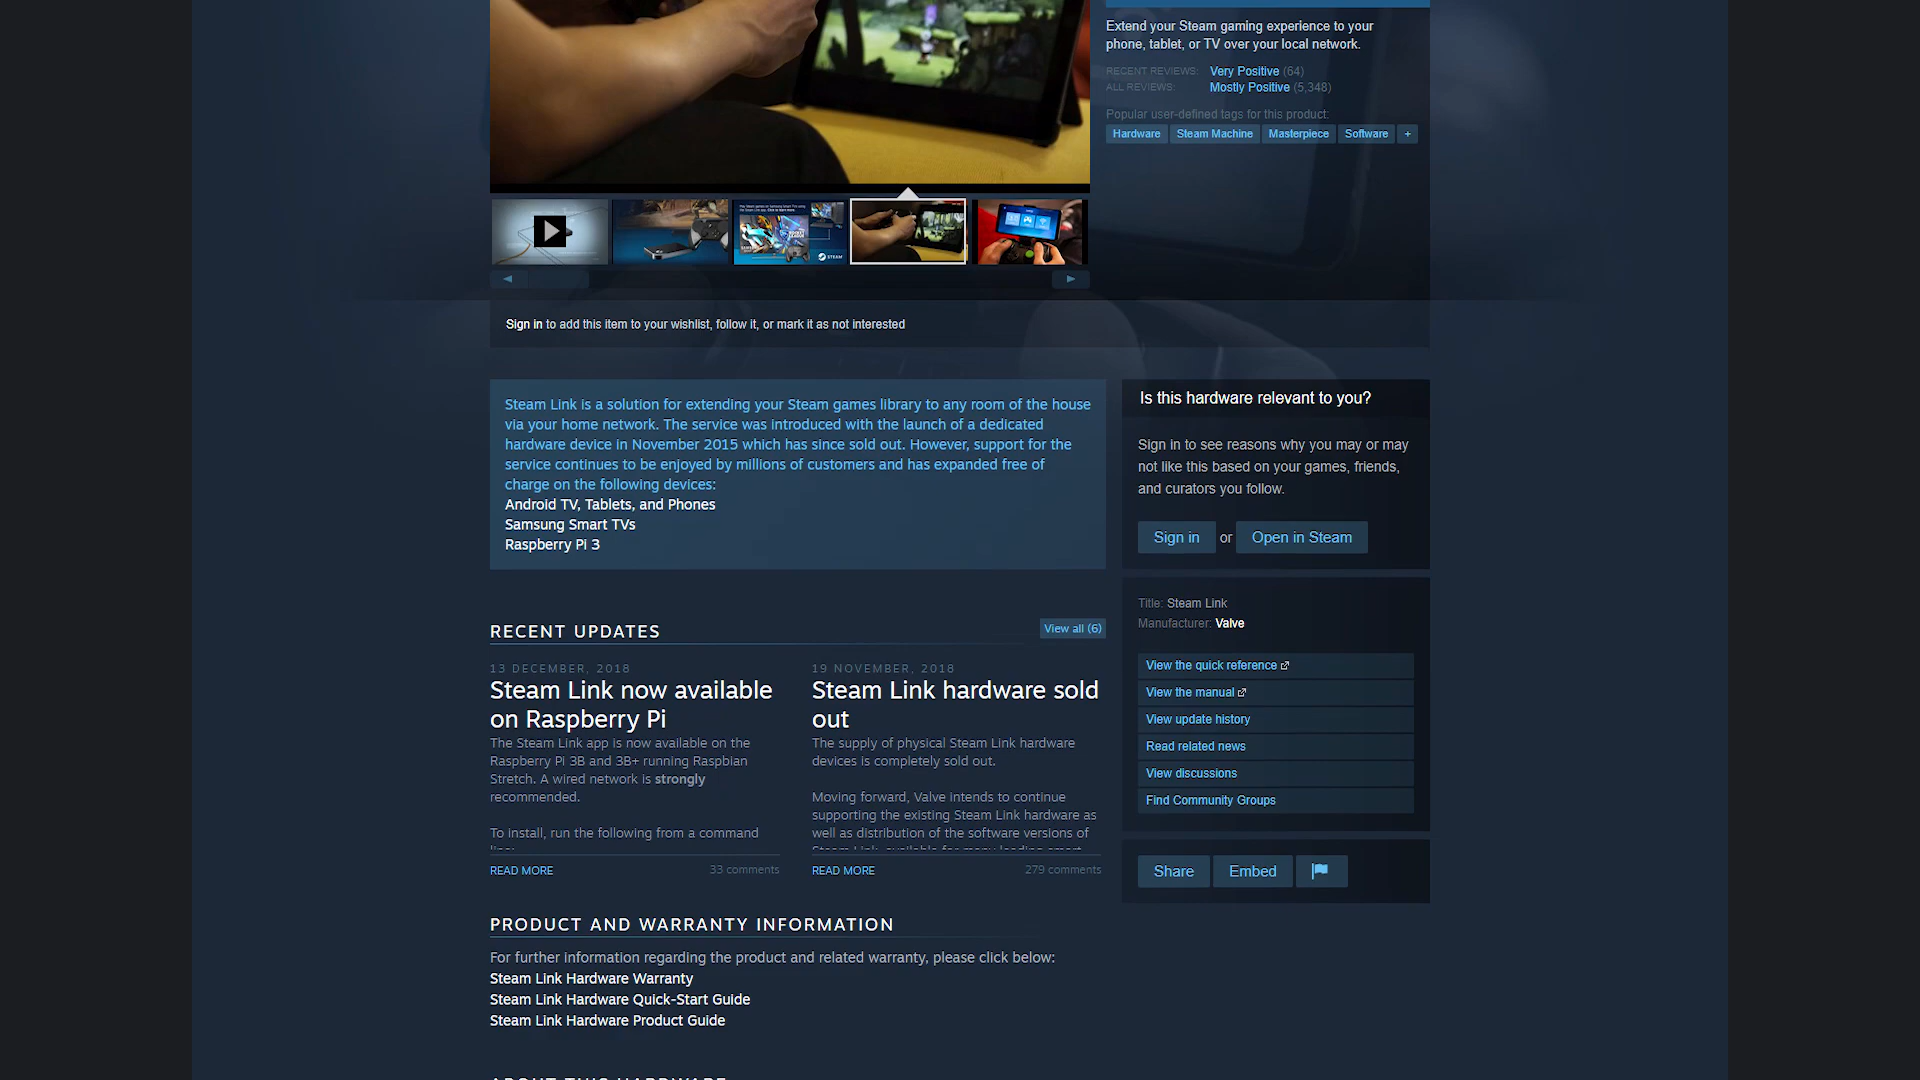 Extend your Steam gaming experience to your
phone, tablet, or TV over your local network.
RECENT REVIEWS: Very Positive (64)
ALL REVIEWS: Mostly Positive (5,348)
Popular user-defined tags for this product:
Hardware Steam Machine Masterpiece Software +
STEAM
Sign in to add this item to your wishlist, follow it, or mark it as not interested
Steam Link is a solution for extending your Steam games library to any room of the house
via your home network. The service was introduced with the launch of a dedicated
hardware device in November 2015 which has since sold out. However, support for the
service continues to be enjoyed by millions of customers and has expanded free of
charge on the following devices:
Android TV, Tablets, and Phones
Samsung Smart TVs
Raspberry Pi 3
Is this hardware relevant to you?
Sign in to see reasons why you may or may
not like this based on your games, friends,
and curators you follow.
Sign in or Open in Steam
Title: Steam Link
Manufacturer: Valve
View the quick reference
View the manual
View update history
Read related news
View discussions
Find Community Groups
Share Embed
RECENT UPDATES
View all (6)
13 DECEMBER, 2018
Steam Link now available
on Raspberry Pi
The Steam Link app is now available on the
Raspberry Pi 3B and 3B+ running Raspbian
Stretch. A wired network is strongly
recommended.
To install, run the following from a command
line:
READ MORE
33 comments
19 NOVEMBER, 2018
Steam Link hardware sold
out
The supply of physical Steam Link hardware
devices is completely sold out.
Moving forward, Valve intends to continue
supporting the existing Steam Link hardware as
well as distribution of the software versions of
Steam Link, available for many leading smart
READ MORE
279 comments
PRODUCT AND WARRANTY INFORMATION
For further information regarding the product and related warranty, please click below:
Steam Link Hardware Warranty
Steam Link Hardware Quick-Start Guide
Steam Link Hardware Product Guide
ABOUT THIS HARDWARE